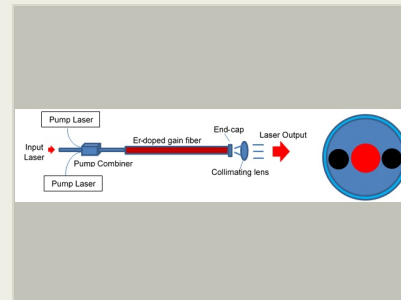 Pump Laser
Er-doped gain fiber
End-cap
Laser Output
Input
Laser
Pump Combiner
Collimating lens
Pump Laser